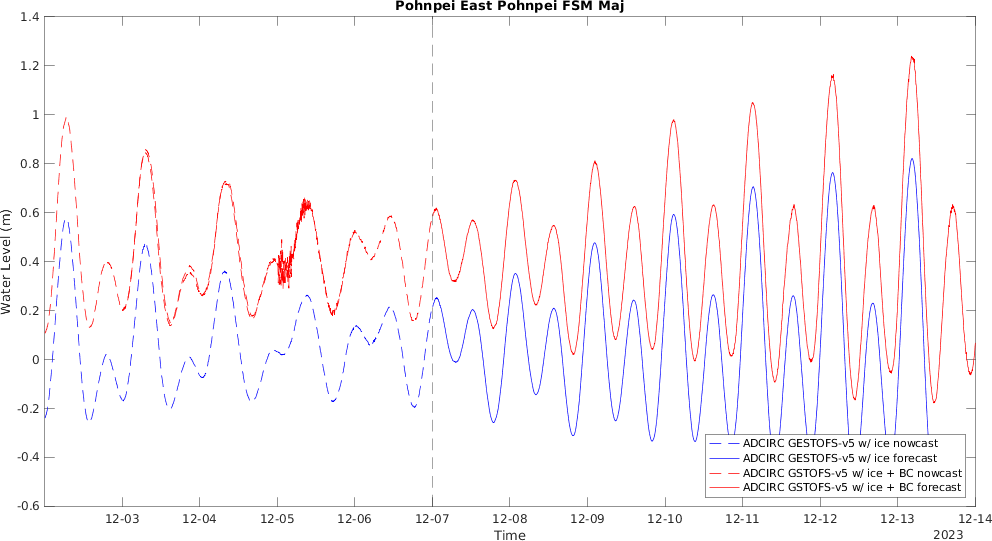 Pohnpei East Pohnpei FSM Maj
1.4
1.2
1
0.8
0.6
0.4
0.2
0
-0.2
-0.4
-0.6
Water Level (m)
ADCIRC GESTOFS-v5 w/ ice nowcast
ADCIRC GESTOFS-v5 w/ ice forecast
ADCIRC GSTOFS-v5 w/ ice + BC nowcast
ADCIRC GSTOFS-v5 w/ ice + BC forecast
12-03 12-04 12-05 12-06 12-07 12-08 12-09 12-10 12-11 12-12 12-13 12-14
Time
2023